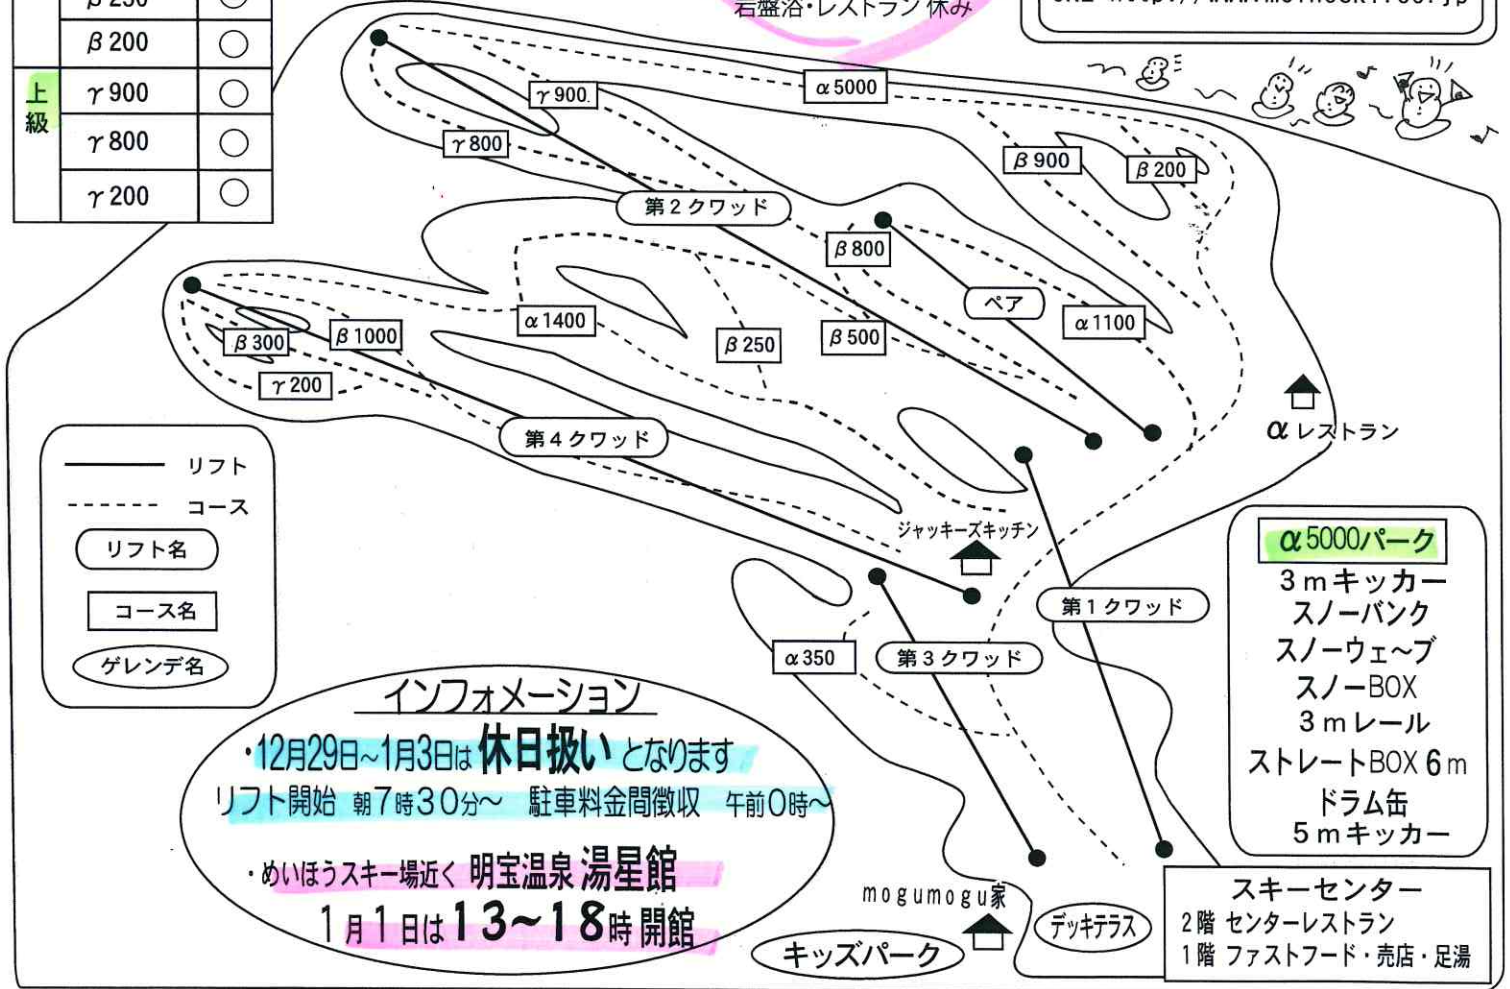 β250 ○
岩盤浴・レストラン 休み
β200 ○
上級
γ900 ○
γ800 ○
γ200 ○
α5000
γ900
γ800
β900
β200
第2クワッド
β800
ペア
α1100
α1400
β250
β500
β300
β1000
γ200
αレストラン
第4クワッド
リフト
コース
リフト名
コース名
ゲレンデ名
ジャッキーズキッチン
第1クワッド
α350
第3クワッド
α5000パーク
3mキッカー
スノーバンク
スノーウェ〜ブ
スノーBOX
3mレール
ストレートBOX 6m
ドラム缶
5mキッカー
インフォメーション
・12月29日〜1月3日は 休日扱い となります
リフト開始 朝7時30分〜 駐車料金間徴収 午前0時〜
・めいほうスキー場近く 明宝温泉 湯星館
1月1日は13〜18時 開館
mogumogu家
デッキテラス
キッズパーク
スキーセンター
2階 センターレストラン
1階 ファストフード・売店・足湯